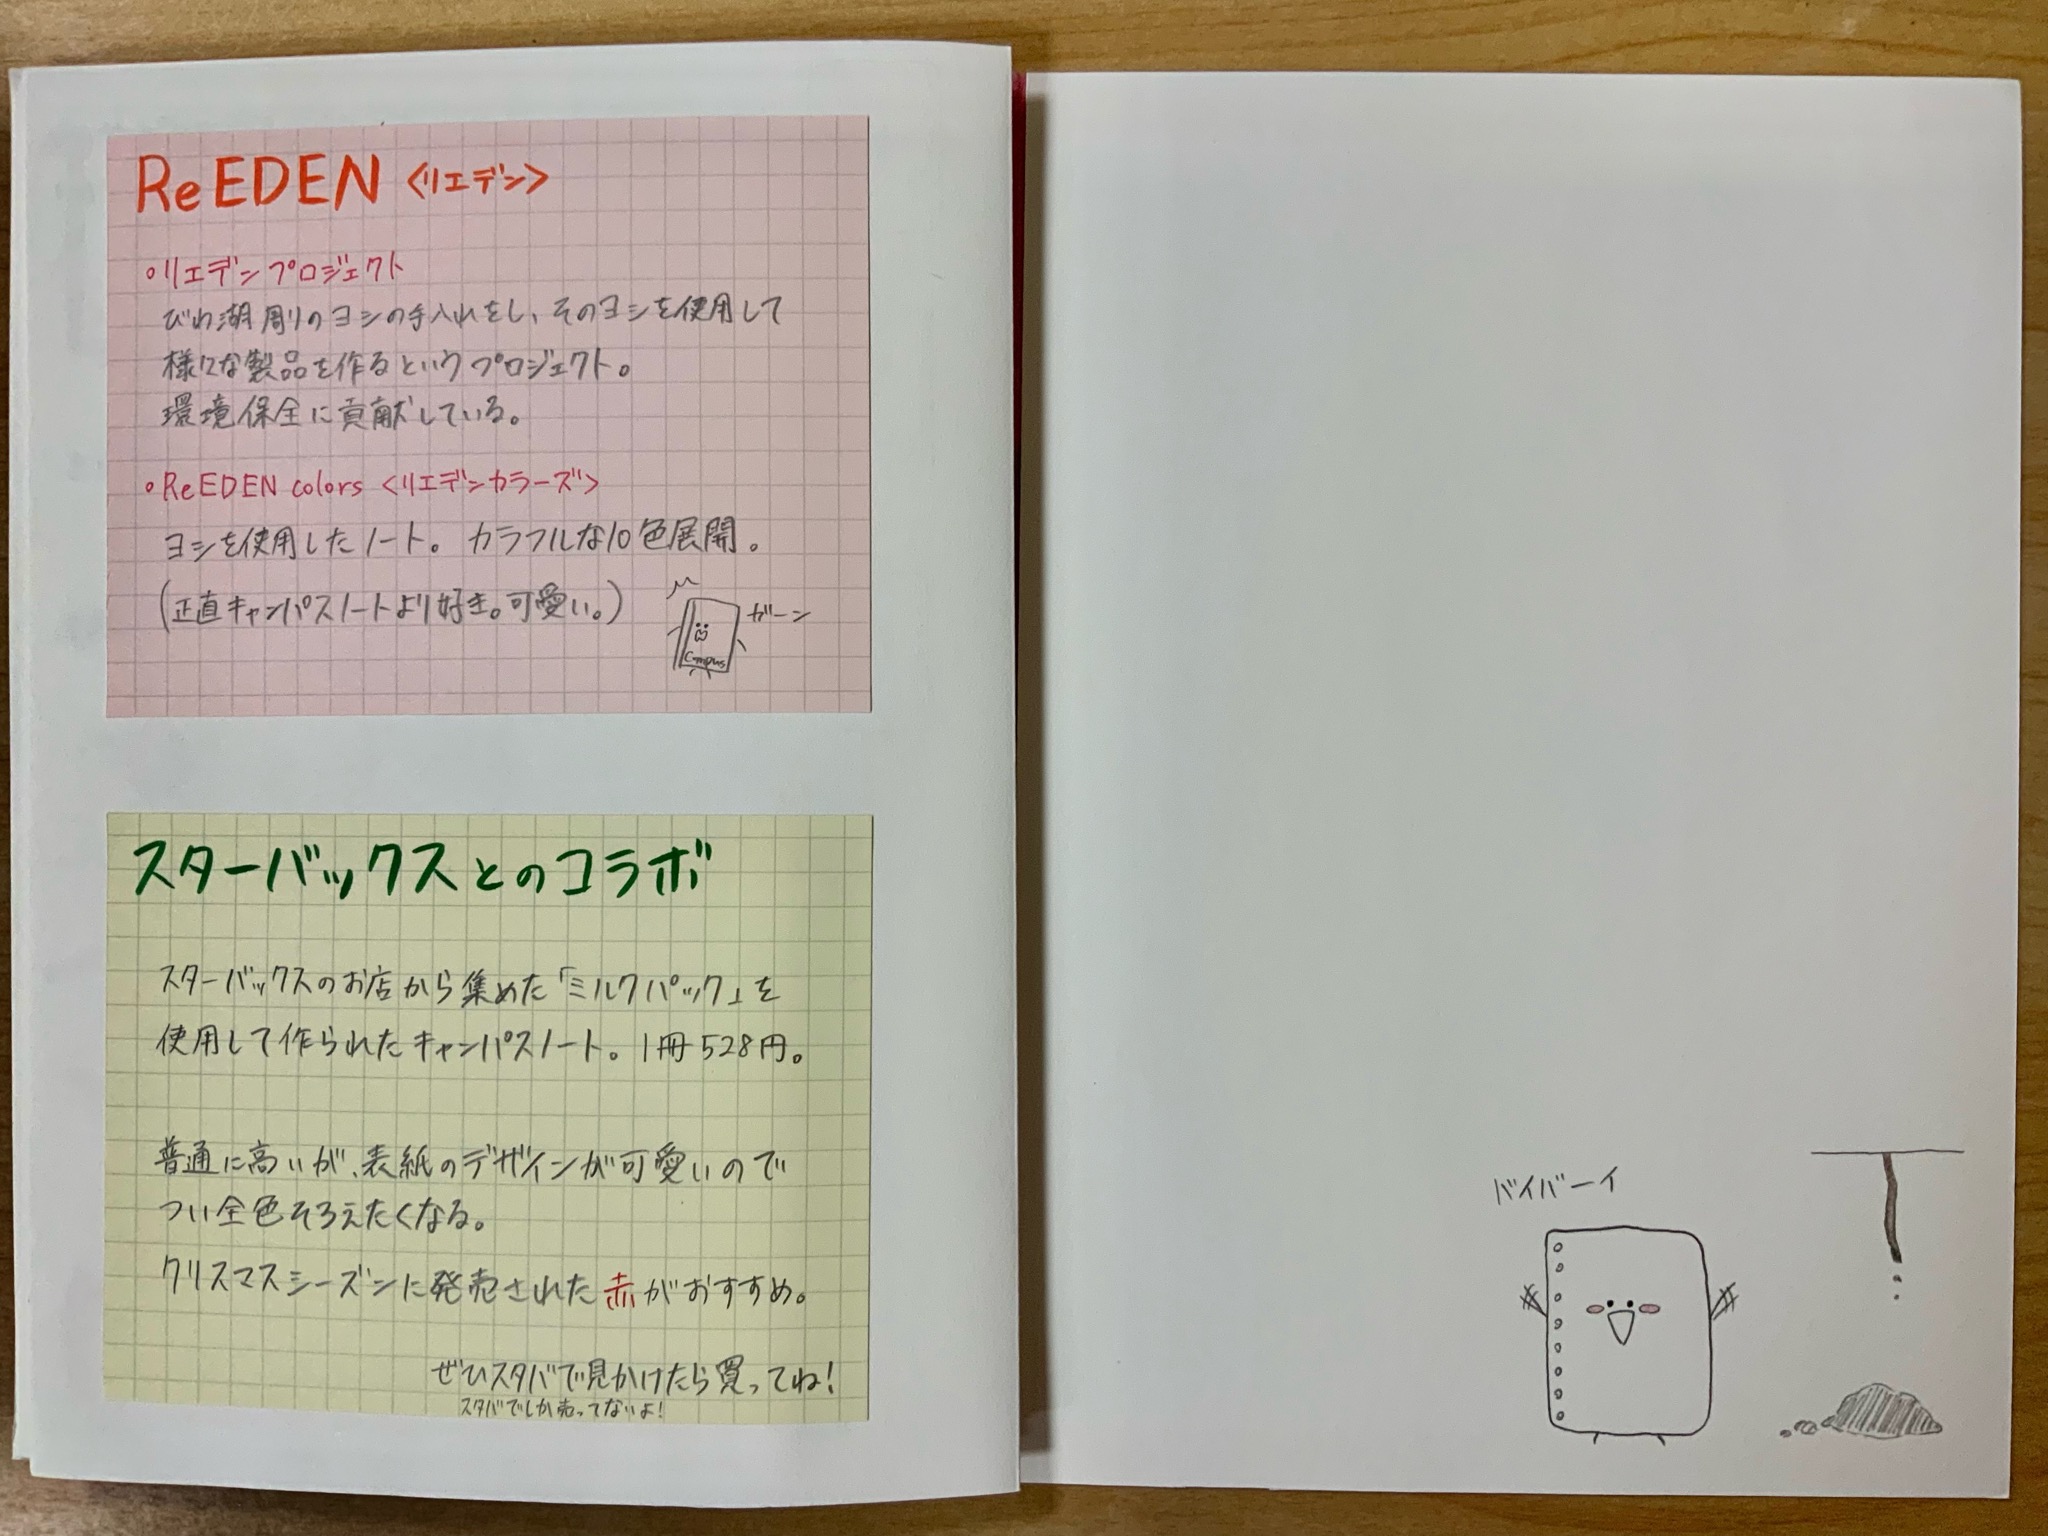 ReEDEN〈リエデン〉
。リエデンプロジェクト
びわ湖周りのヨシの手入れをし、そのヨシを使用して
様々な製品を作るというプロジェクト。
環境保全に貢献している。
。ReEDEN colors〈リエデンカラーズ〉
ヨシを使用したノート。カラフルな10色展開。
(正直キャンパスノートより好き。可愛い。)
ガーン
Campus
スターバックスとのコラボ
スターバックスのお店から集めた「ミルクパック」を
使用して作られたキャンパスノート。1冊528円。
普通に高いが、表紙のデザインが可愛いので
つい全色そろえたくなる。
クリスマスシーズンに発売された赤がおすすめ。
ぜひスタバで見かけたら買ってね!
スタバでしか売ってないよ!
バイバーイ